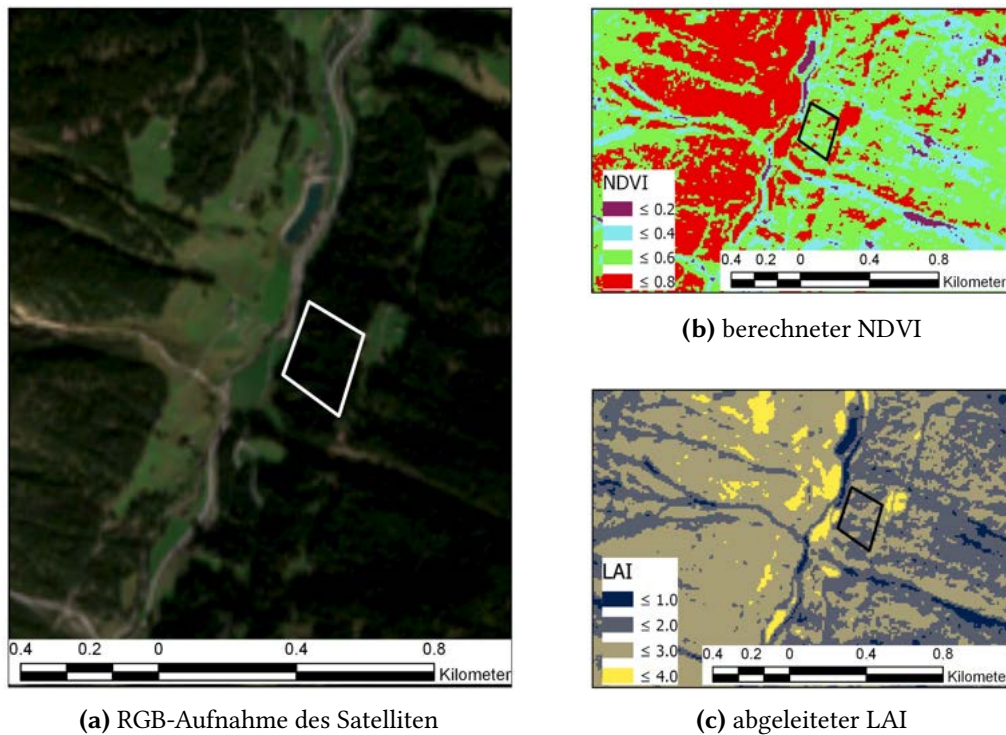 0.4 0.2 0 0.4 0.8
Kilometer
(a) RGB-Aufnahme des Satelliten
NDVI
≤ 0.2
≤ 0.4
≤ 0.6
≤ 0.8
0.4 0.2 0 0.4 0.8
Kilometer
(b) berechneter NDVI
LAI
≤ 1.0
≤ 2.0
≤ 3.0
≤ 4.0
0.4 0.2 0 0.4 0.8
Kilometer
(c) abgeleiteter LAI